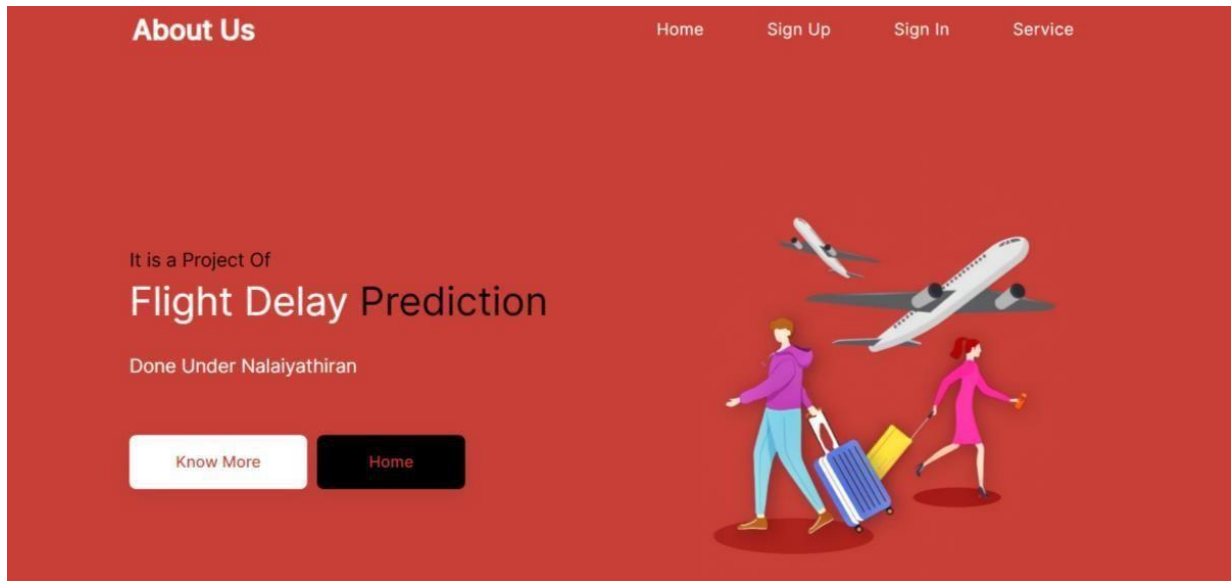 About Us
Home Sign Up Sign In Service
It is a Project Of
Flight Delay Prediction
Done Under Nalaiyathiran
Know More Home